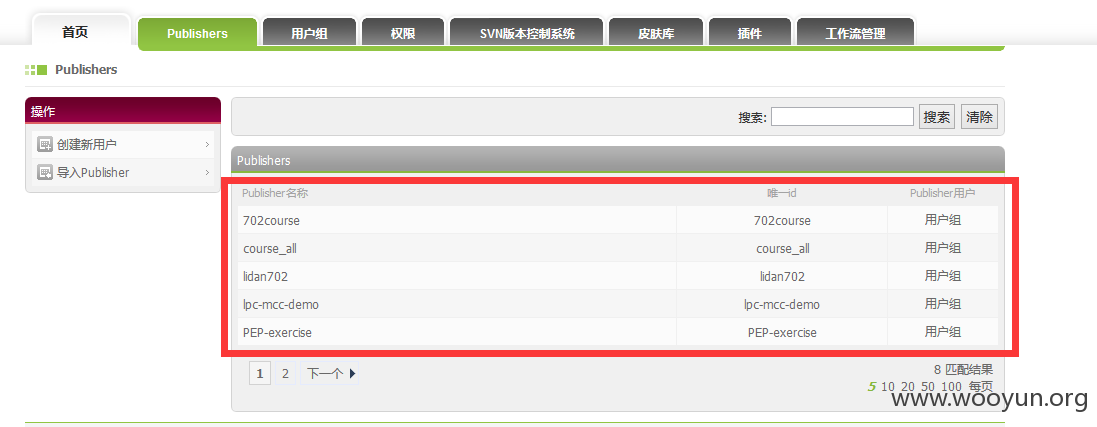 首页 Publishers 用户组 权限 SVN版本控制系统 皮肤库 插件 工作流管理
Publishers
操作
创建新用户
导入Publisher
搜索: 搜索 清除
Publishers
Publisher名称 唯一id Publisher用户
702course 702course 用户组
course_all course_all 用户组
lidan702 lidan702 用户组
lpc-mcc-demo lpc-mcc-demo 用户组
PEP-exercise PEP-exercise 用户组
1 2 下一个
8 匹配结果
5 10 20 50 100 每页
www.wooyun.org